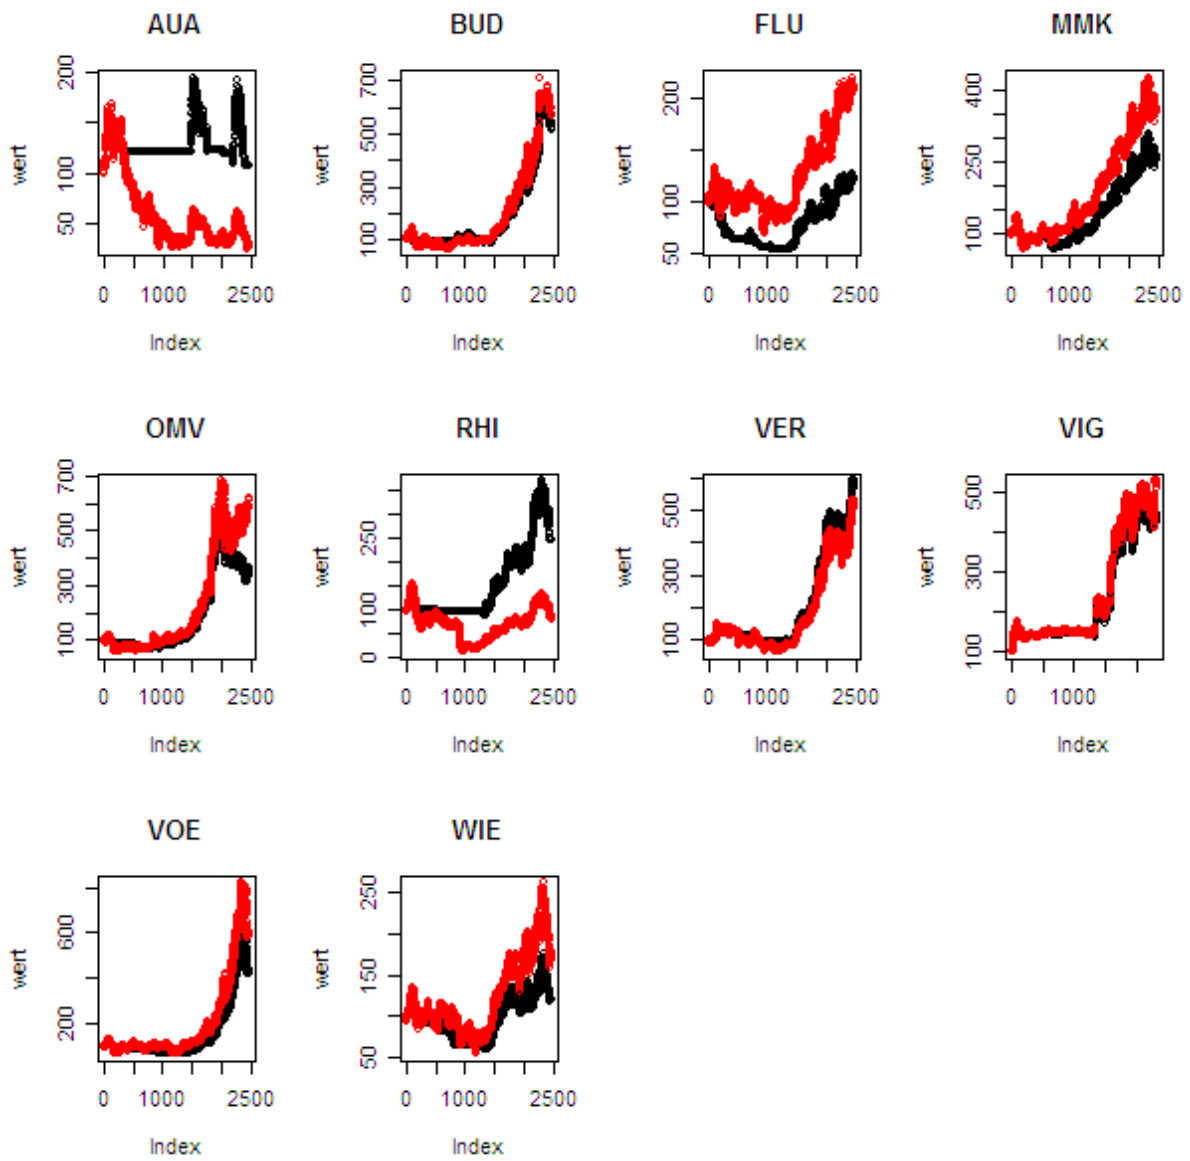 AUA BUD FLU MMK
wert 50 100 200 wert 100 300 500 700 wert 50 100 200 wert 100 250 400
0 1000 2500 0 1000 2500 0 1000 2500 0 1000 2500
Index Index Index Index
OMV RHI VER VIG
wert 100 300 500 700 wert 0 100 250 wert 100 300 500 wert 100 300 500
0 1000 2500 0 1000 2500 0 1000 2500 0 1000
Index Index Index Index
VOE WIE
wert 200 600 wert 50 150 250
0 1000 2500 0 1000 2500
Index Index